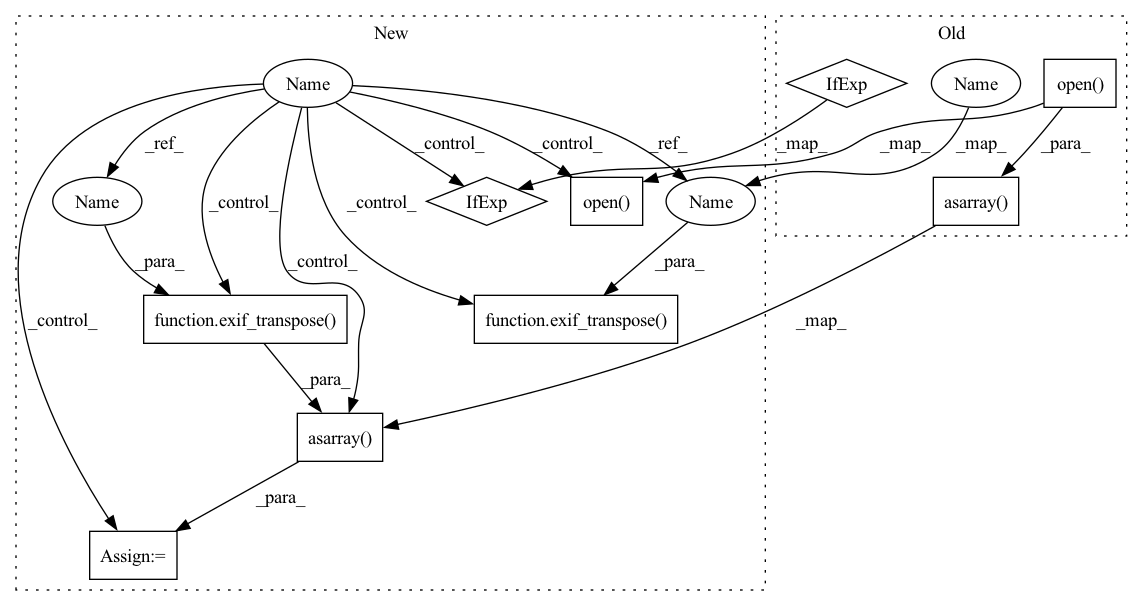 New
Old
Name
IfExp
Name
open()
_ref_
_control_
_control_
_ref_
_map_
_map_
_map_
_para_
Name
_control_
_control_
IfExp
open()
Name
asarray()
_para_
_control_
_para_
_control_
function.exif_transpose()
function.exif_transpose()
_map_
_para_
asarray()
_para_
Assign:=